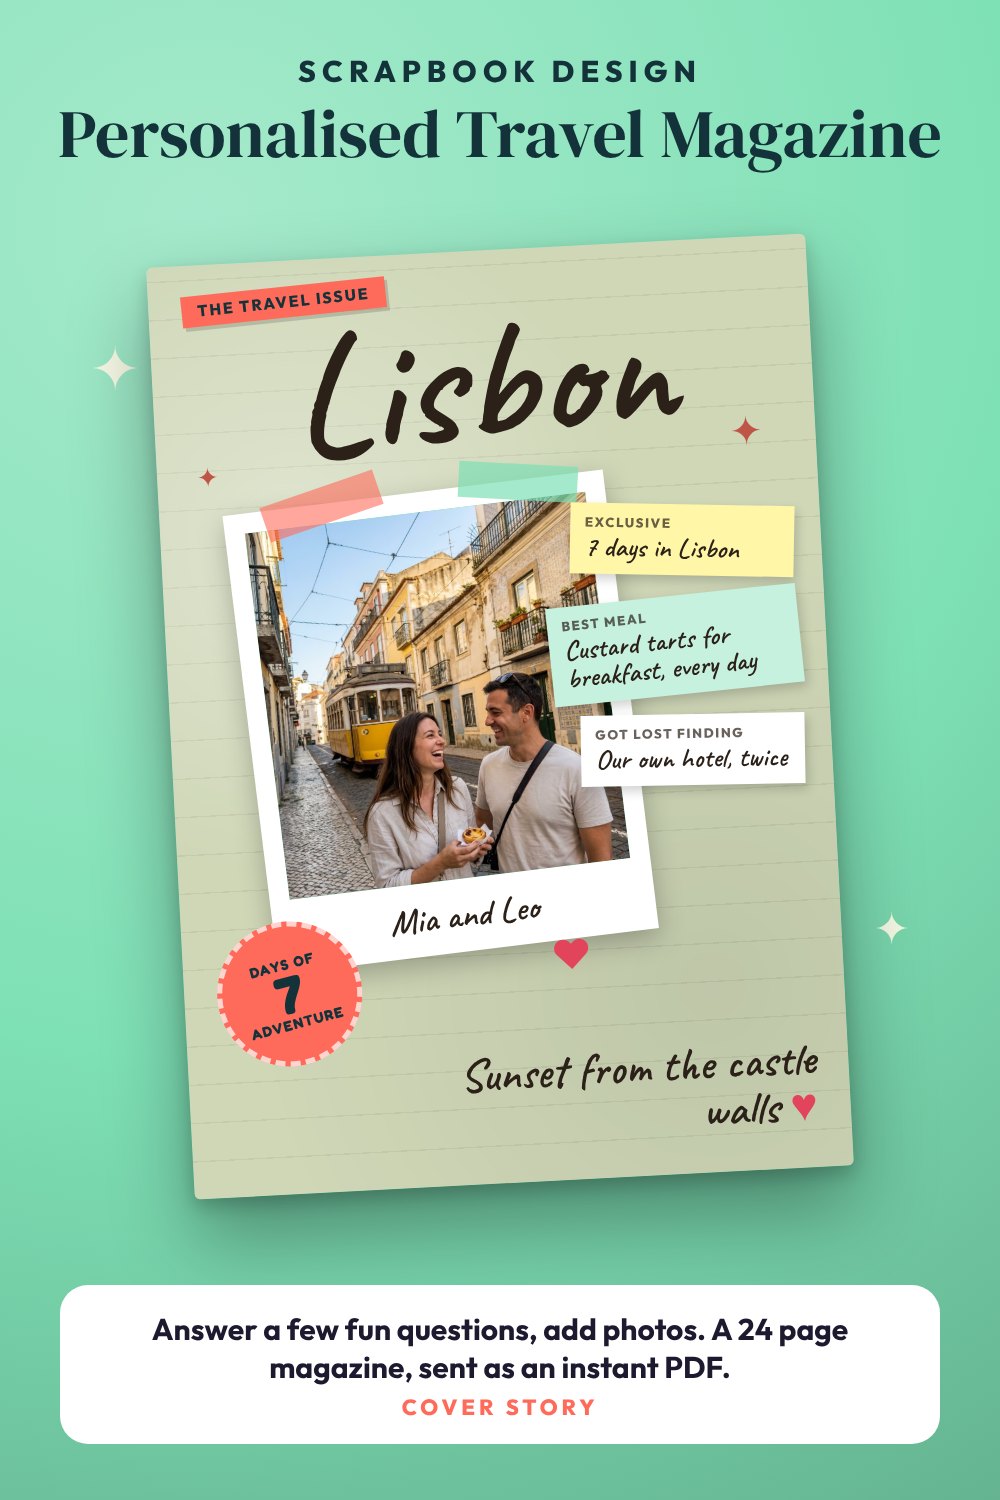 SCRAPBOOK DESIGN
Personalised Travel Magazine
THE TRAVEL ISSUE
Lisbon
EXCLUSIVE
7 days in Lisbon
BEST MEAL
Custard tarts for
breakfast, every day
GOT LOST FINDING
Our own hotel, twice
Mia and Leo
DAYS OF
7
ADVENTURE
Sunset from the castle
walls ♥
Answer a few fun questions, add photos. A 24 page
magazine, sent as an instant PDF.
COVER STORY